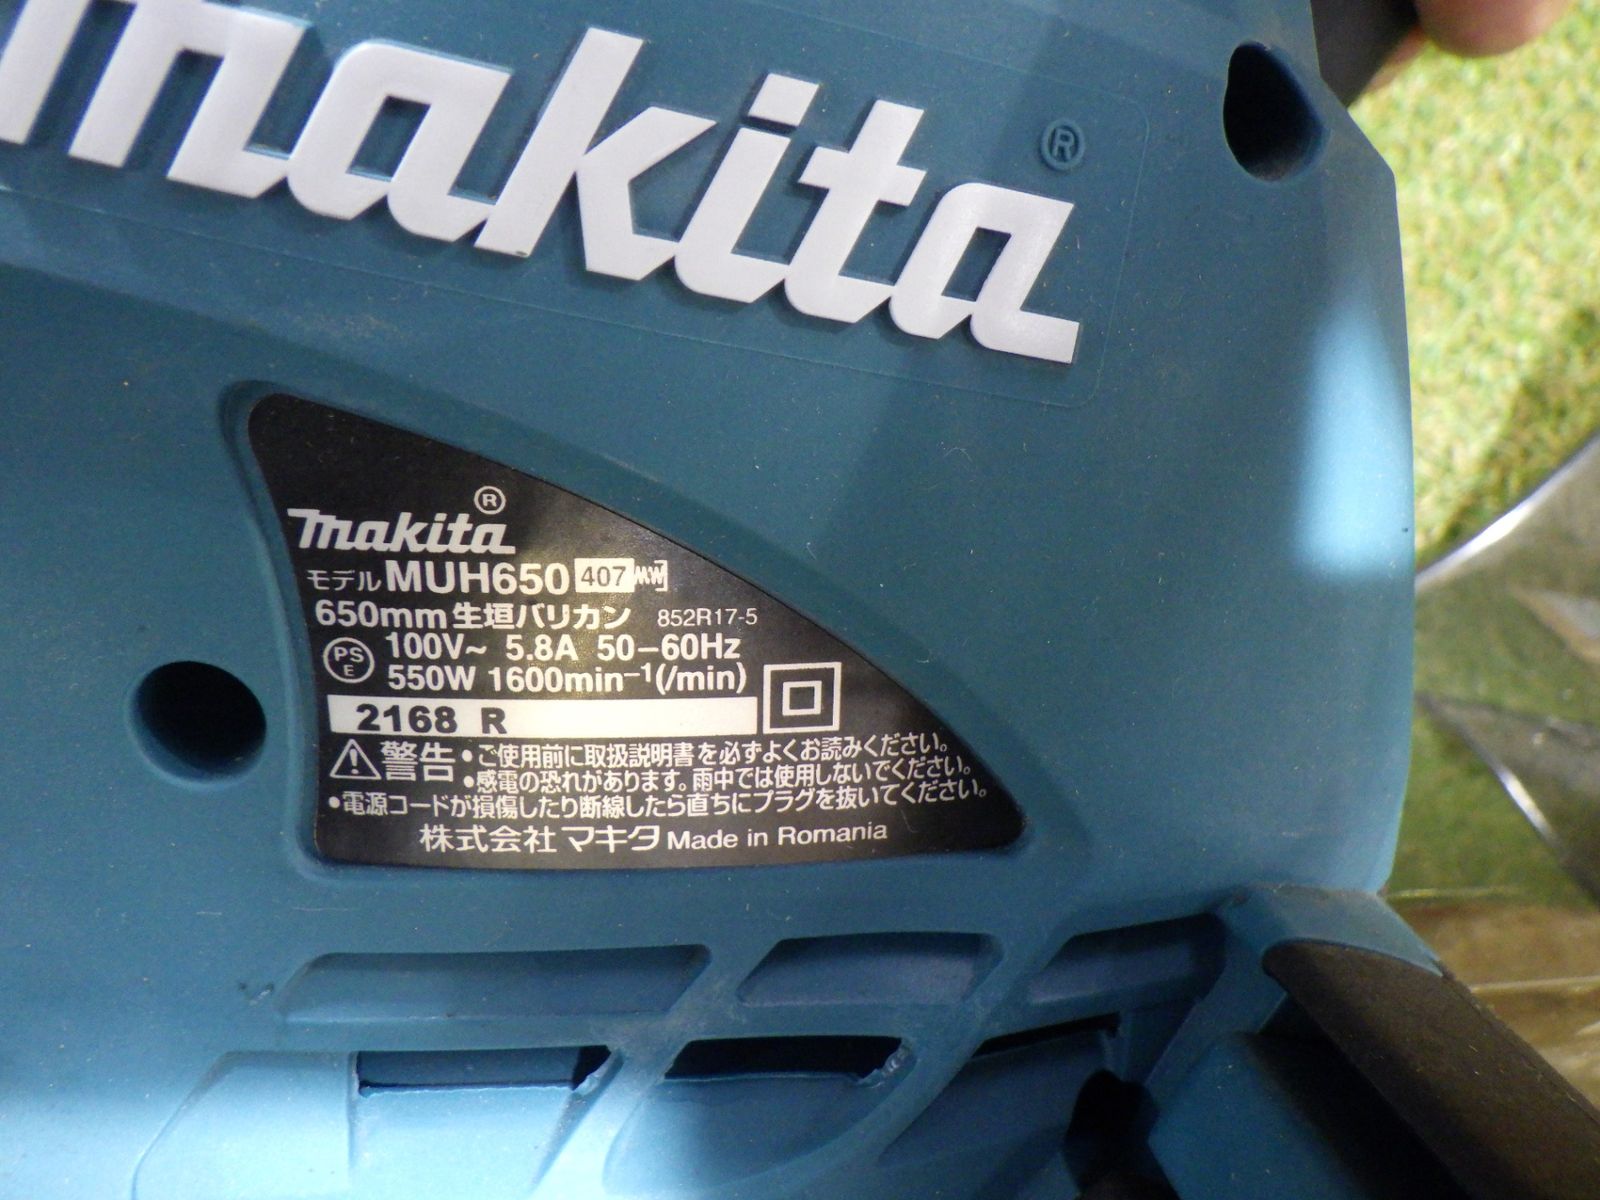 makita®
makita®
モデル MUH650 407
650mm 生垣バリカン 852R17-5
PS E 100V~ 5.8A 50-60Hz
550W 1600min⁻¹(/min)
2168 R
警告 •ご使用前に取扱説明書を必ずよくお読みください。
•感電の恐れがあります。雨中では使用しないでください。
•電源コードが損傷したり断線したら直ちにプラグを抜いてください。
株式会社 マキタ Made in Romania